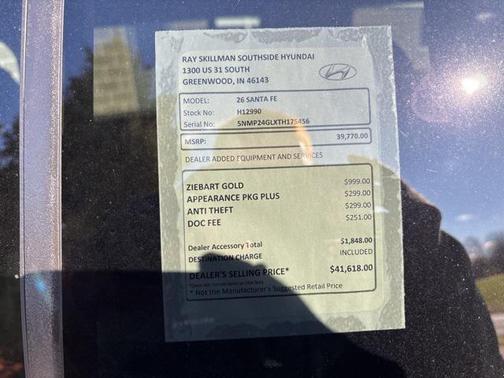 RAY SKILLMAN SOUTHSIDE HYUNDAI
1300 US 31 SOUTH
GREENWOOD, IN 46143
MODEL: 26 SANTA FE
Stock No: H12990
Serial No: 5NMP24GLXTH175456
MSRP: 39,770.00
DEALER ADDED EQUIPMENT AND SERVICES
ZIEBART GOLD $999.00
APPEARANCE PKG PLUS $299.00
ANTI THEFT $299.00
DOC FEE $251.00
Dealer Accessory Total $1,848.00
DESTINATION CHARGE INCLUDED
DEALER'S SELLING PRICE* $41,618.00
* Not the Manufacturer's Suggested Retail Price